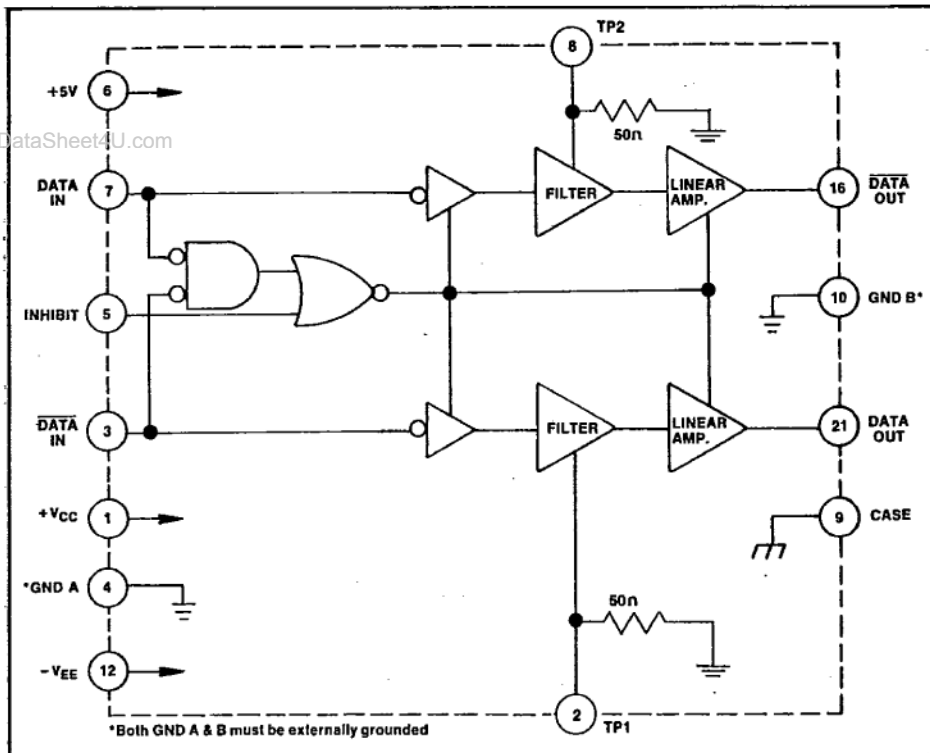 TP2
8
+5V
6
DataSheet4U.com
50Ω
DATA
IN
7
FILTER
LINEAR
AMP.
16
D̅A̅T̅A̅
OUT
INHIBIT
5
10
GND B*
D̅A̅T̅A̅
IN
3
FILTER
LINEAR
AMP.
21
DATA
OUT
+VCC
1
9
CASE
*GND A
4
50Ω
-VEE
12
2
TP1
*Both GND A & B must be externally grounded